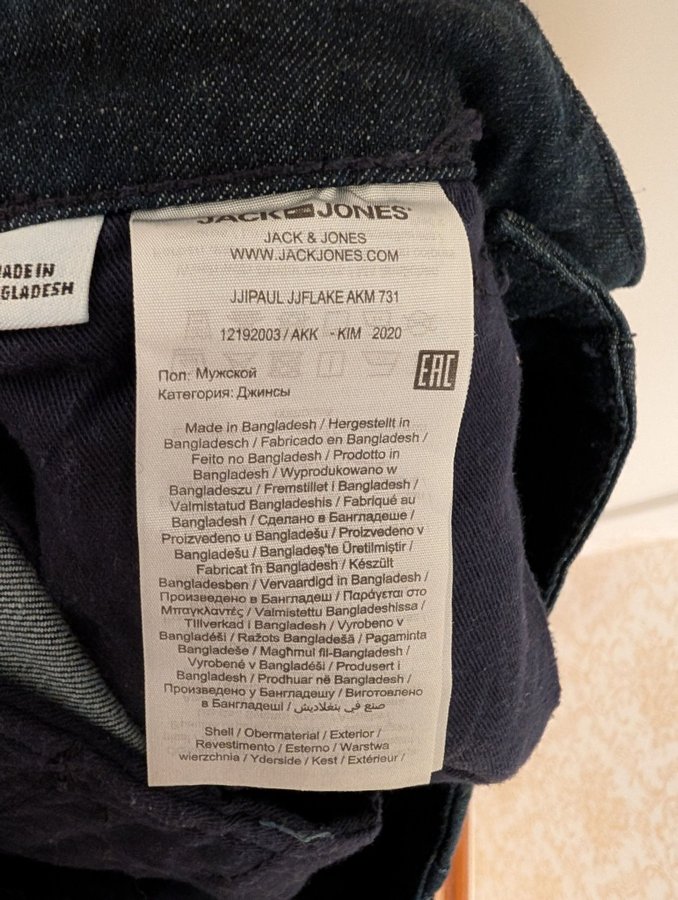 JACK JONES
JACK & JONES
WWW.JACKJONES.COM
JJIPAUL JJFLAKE AKM 731
12192003 / AKK - KIM 2020
Пол: Мужской
Категория: Джинсы
EAC
MADE IN
BANGLADESH
Made in Bangladesh / Hergestellt in
Bangladesch / Fabricado en Bangladesh /
Feito no Bangladesh / Prodotto in
Bangladesh / Wyprodukowano w
Bangladeszu / Fremstillet i Bangladesh /
Valmistatud Bangladeshis / Fabriqué au
Bangladesh / Сделано в Бангладеше /
Proizvedeno u Bangladešu / Proizvedeno v
Bangladešu / Bangladeş'te Üretilmiştir /
Fabricat în Bangladesh / Készült
Bangladesben / Vervaardigd in Bangladesh /
Произведено в Бангладеш / Παράγεται στο
Μπαγκλαντές / Valmistettu Bangladeshissa /
Tillverkad i Bangladesh / Vyrobeno v
Bangladéši / Ražots Bangladešā / Pagaminta
Bangladeše / Magħmul fil-Bangladesh /
Vyrobené v Bangladéši / Produsert i
Bangladesh / Prodhuar në Bangladesh /
Произведено у Бангладешу / Виготовлено
в Бангладеші / صنع في بنغلاديش /
Shell / Obermaterial / Exterior /
Revestimento / Esterno / Warstwa
wierzchnia / Yderside / Kest / Extérieur /